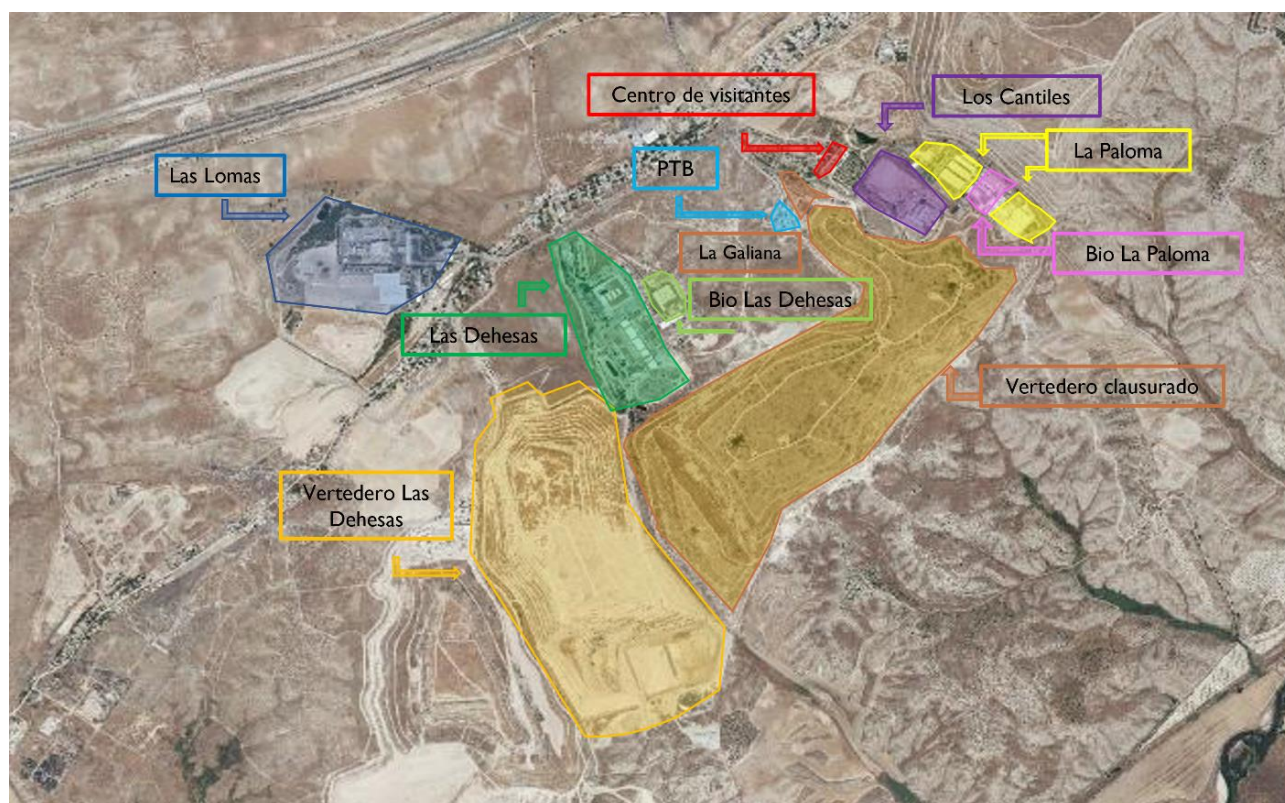 Centro de visitantes
Los Cantiles
La Paloma
PTB
Las Lomas
La Galiana
Bio La Paloma
Bio Las Dehesas
Las Dehesas
Vertedero clausurado
Vertedero Las
Dehesas